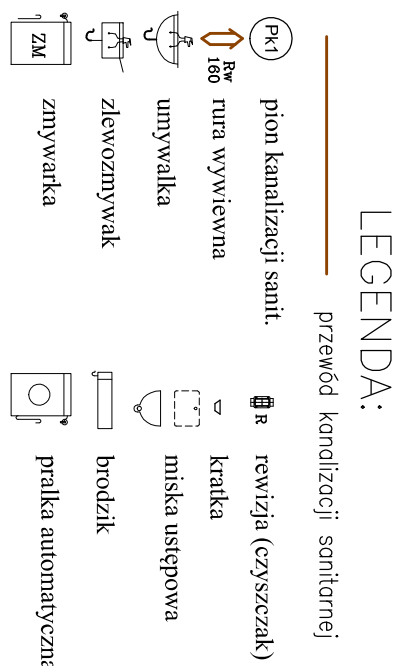 LEGENDA:
przewód kanalizacji sanitarnej
Pk1 pion kanalizacji sanit.
Rw 160 rura wywiewna
umywalka
zlewozmywak
ZM zmywarka
R rewizja (czyszczak)
kratka
miska ustępowa
brodzik
pralka automatyczna